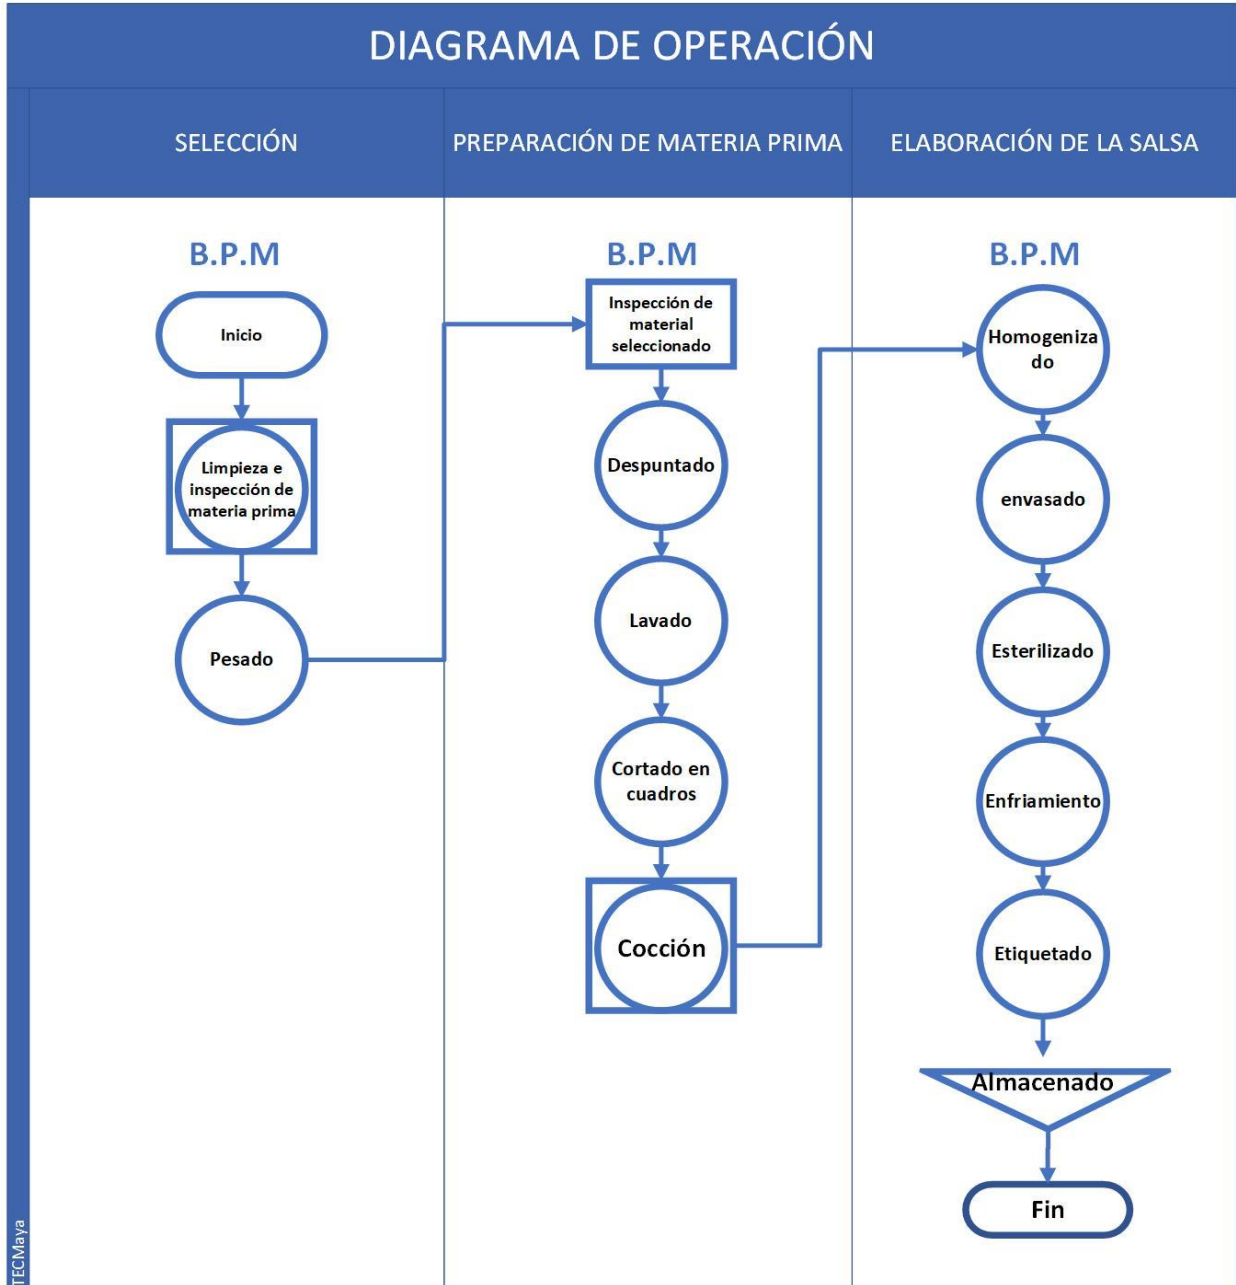 DIAGRAMA DE OPERACIÓN
SELECCIÓN
PREPARACIÓN DE MATERIA PRIMA
ELABORACIÓN DE LA SALSA
B.P.M
Inicio
Limpieza e
inspección de
materia prima
Pesado
B.P.M
Inspección de
material
seleccionado
Despuntado
Lavado
Cortado en
cuadros
Cocción
B.P.M
Homogeniza
do
envasado
Esterilizado
Enfriamiento
Etiquetado
Almacenado
Fin
TECMaya